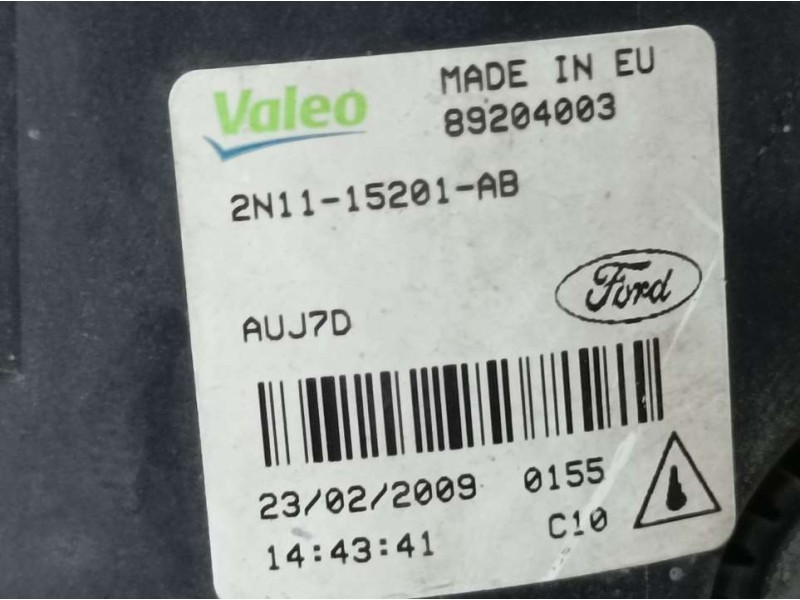 Valeo
MADE IN EU
89204003
2N11-15201-AB
Ford
AUJ7D
23/02/2009 0155
14:43:41 C10